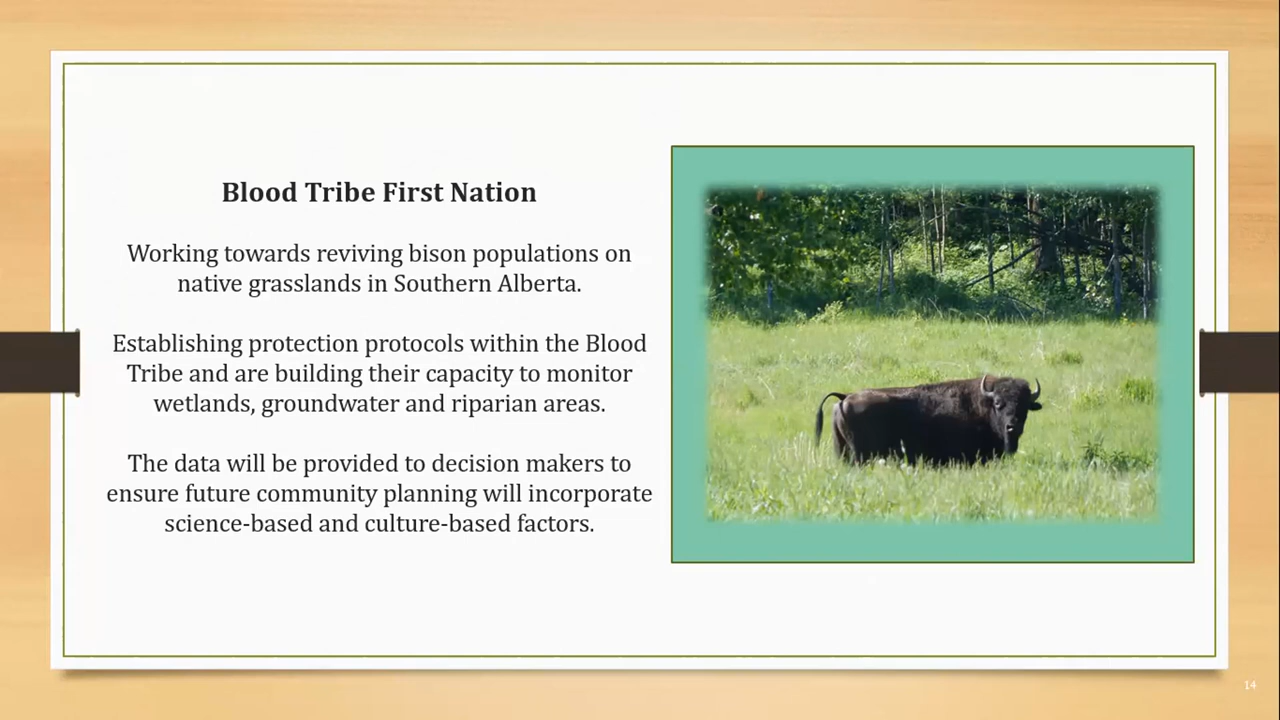 Blood Tribe First Nation
Working towards reviving bison populations on
native grasslands in Southern Alberta.
Establishing protection protocols within the Blood
Tribe and are building their capacity to monitor
wetlands, groundwater and riparian areas.
The data will be provided to decision makers to
ensure future community planning will incorporate
science-based and culture-based factors.
14